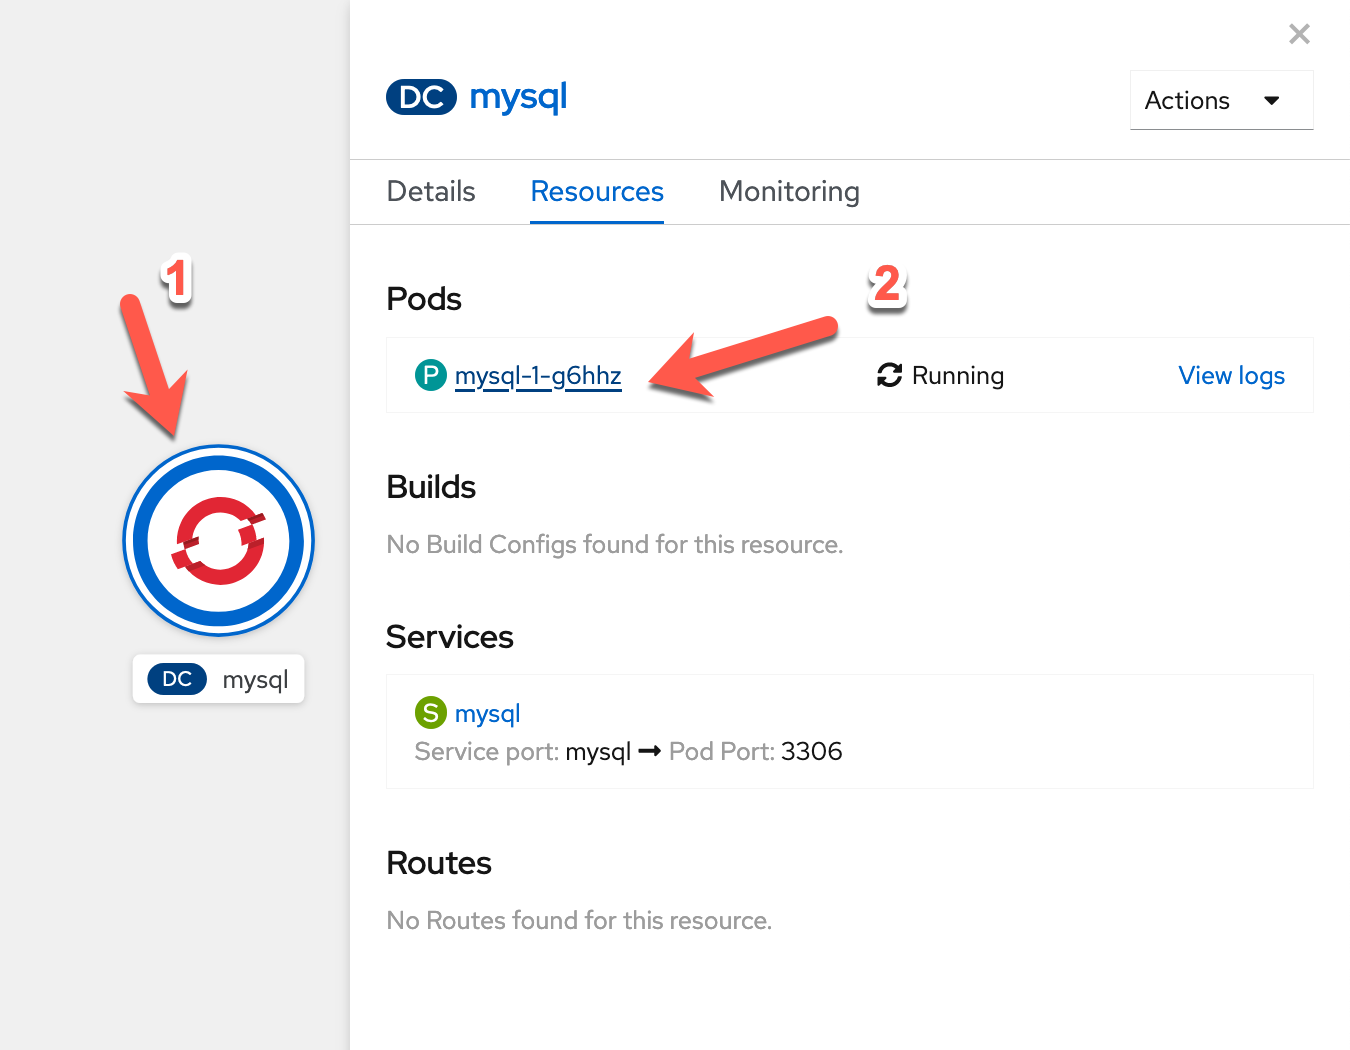 DC mysql
Actions
Details Resources Monitoring
1
2
Pods
P mysql-1-g6hhz Running View logs
Builds
No Build Configs found for this resource.
Services
S mysql
Service port: mysql → Pod Port: 3306
Routes
No Routes found for this resource.
DC mysql